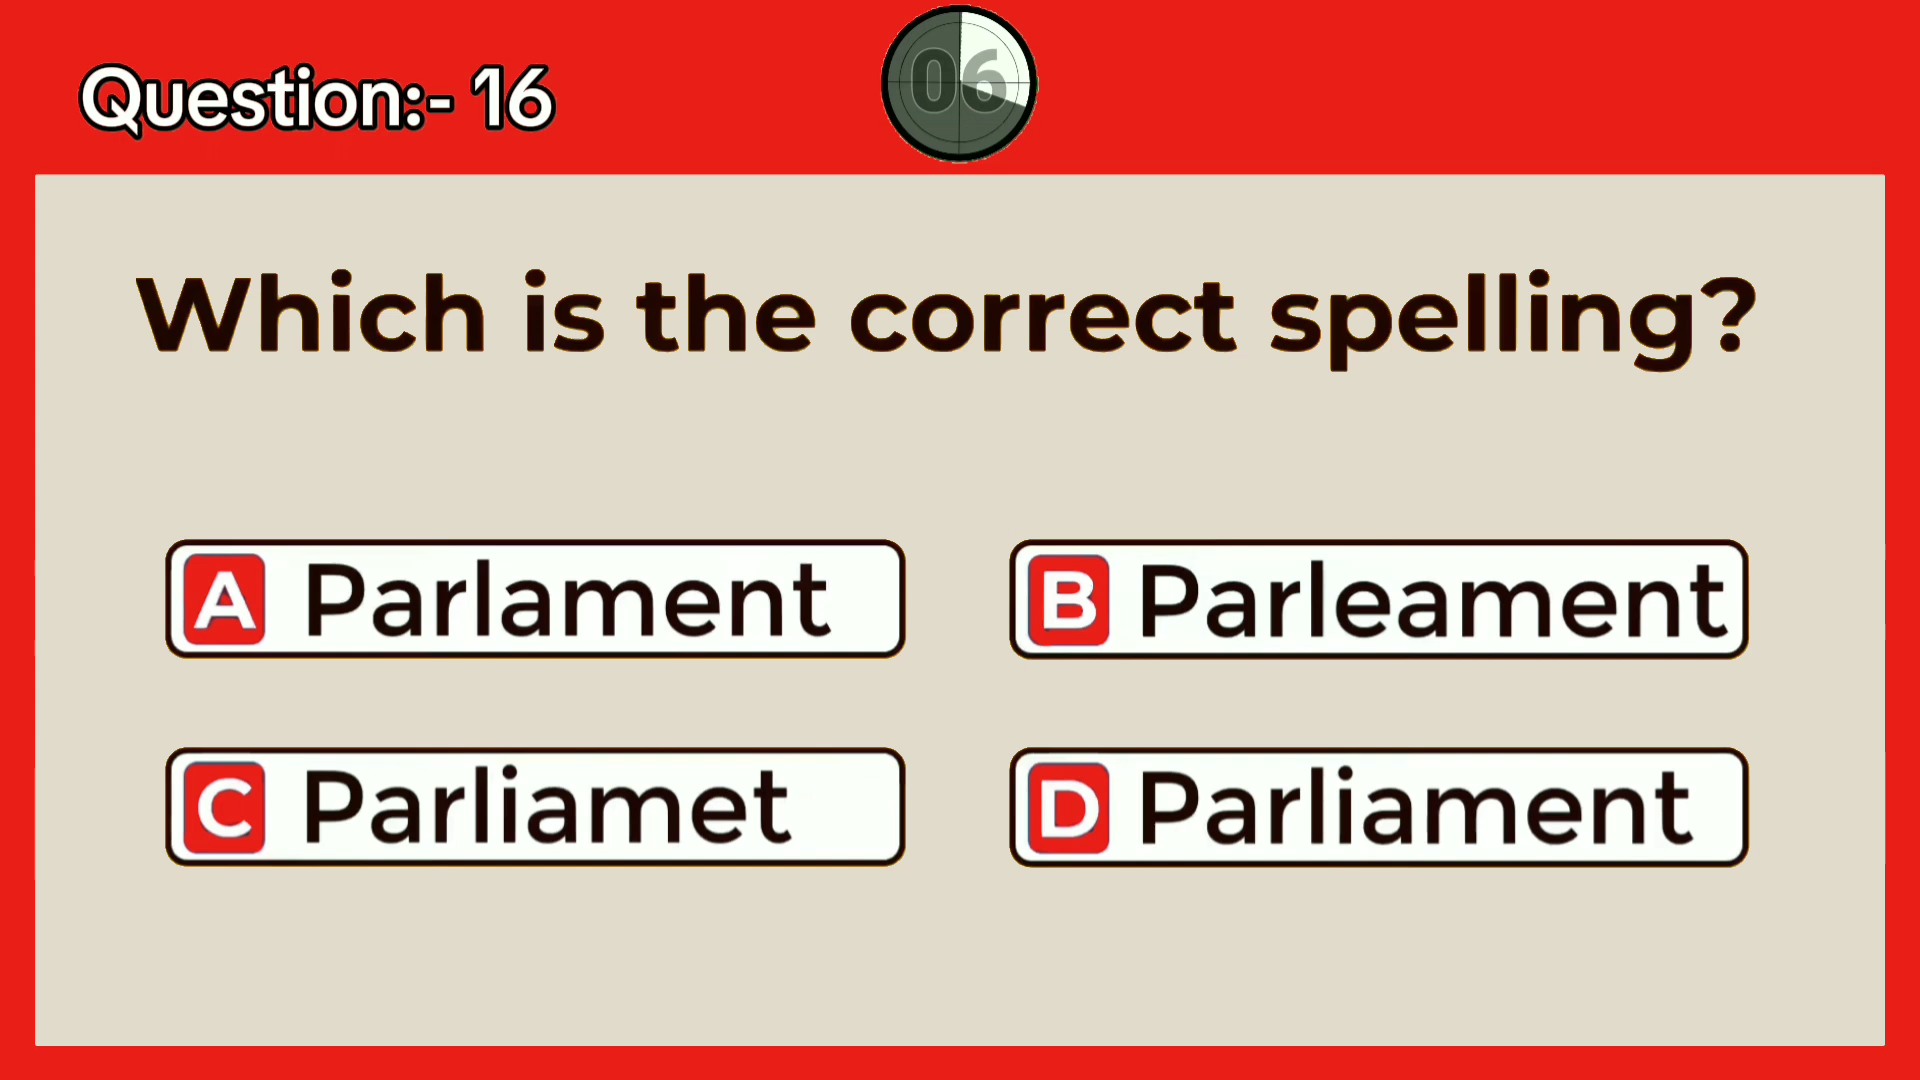 Question:- 16
06
Which is the correct spelling?
A Parlament
B Parleament
C Parliamet
D Parliament